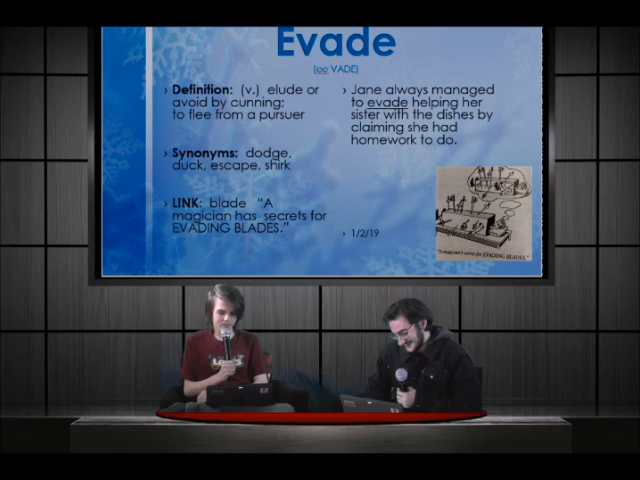 Evade
(ee VADE)
› Definition: (v.) elude or
avoid by cunning;
to flee from a pursuer
› Synonyms: dodge,
duck, escape, shirk
› LINK: blade "A
magician has secrets for
EVADING BLADES."
› Jane always managed
to evade helping her
sister with the dishes by
claiming she had
homework to do.
› 1/2/19
"A magician's secrets for EVADING BLADES."